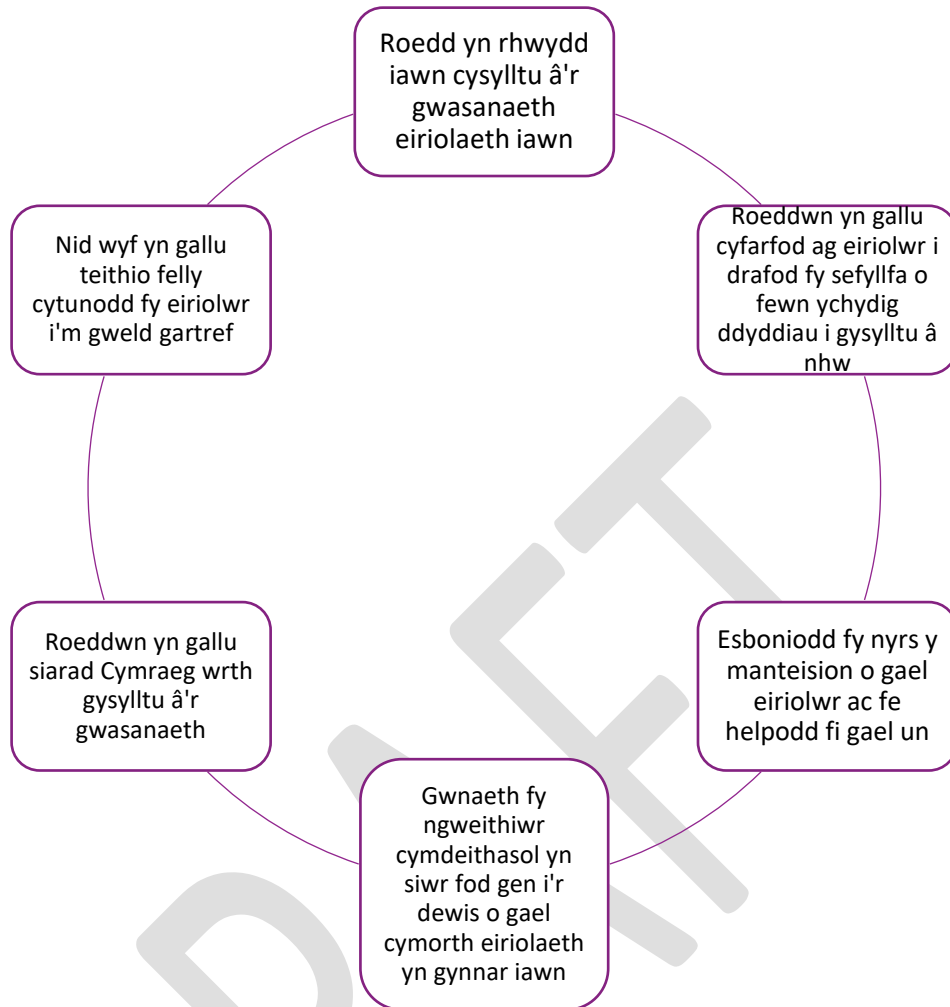 Roedd yn rhwydd
iawn cysylltu â'r
gwasanaeth
eiriolaeth iawn
Roeddwn yn gallu
cyfarfod ag eiriolwr i
drafod fy sefyllfa o
fewn ychydig
ddyddiau i gysylltu â
nhw
Esboniodd fy nyrs y
manteision o gael
eiriolwr ac fe
helpodd fi gael un
Gwnaeth fy
ngweithiwr
cymdeithasol yn
siwr fod gen i'r
dewis o gael
cymorth eiriolaeth
yn gynnar iawn
Roeddwn yn gallu
siarad Cymraeg wrth
gysylltu â'r
gwasanaeth
Nid wyf yn gallu
teithio felly
cytunodd fy eiriolwr
i'm gweld gartref
DRAFT